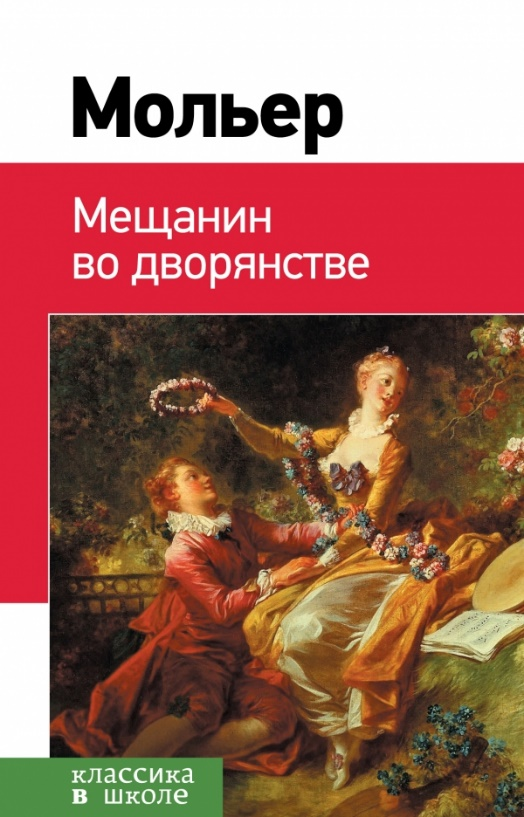 Мольер
Мещанин
во дворянстве
классика
в школе